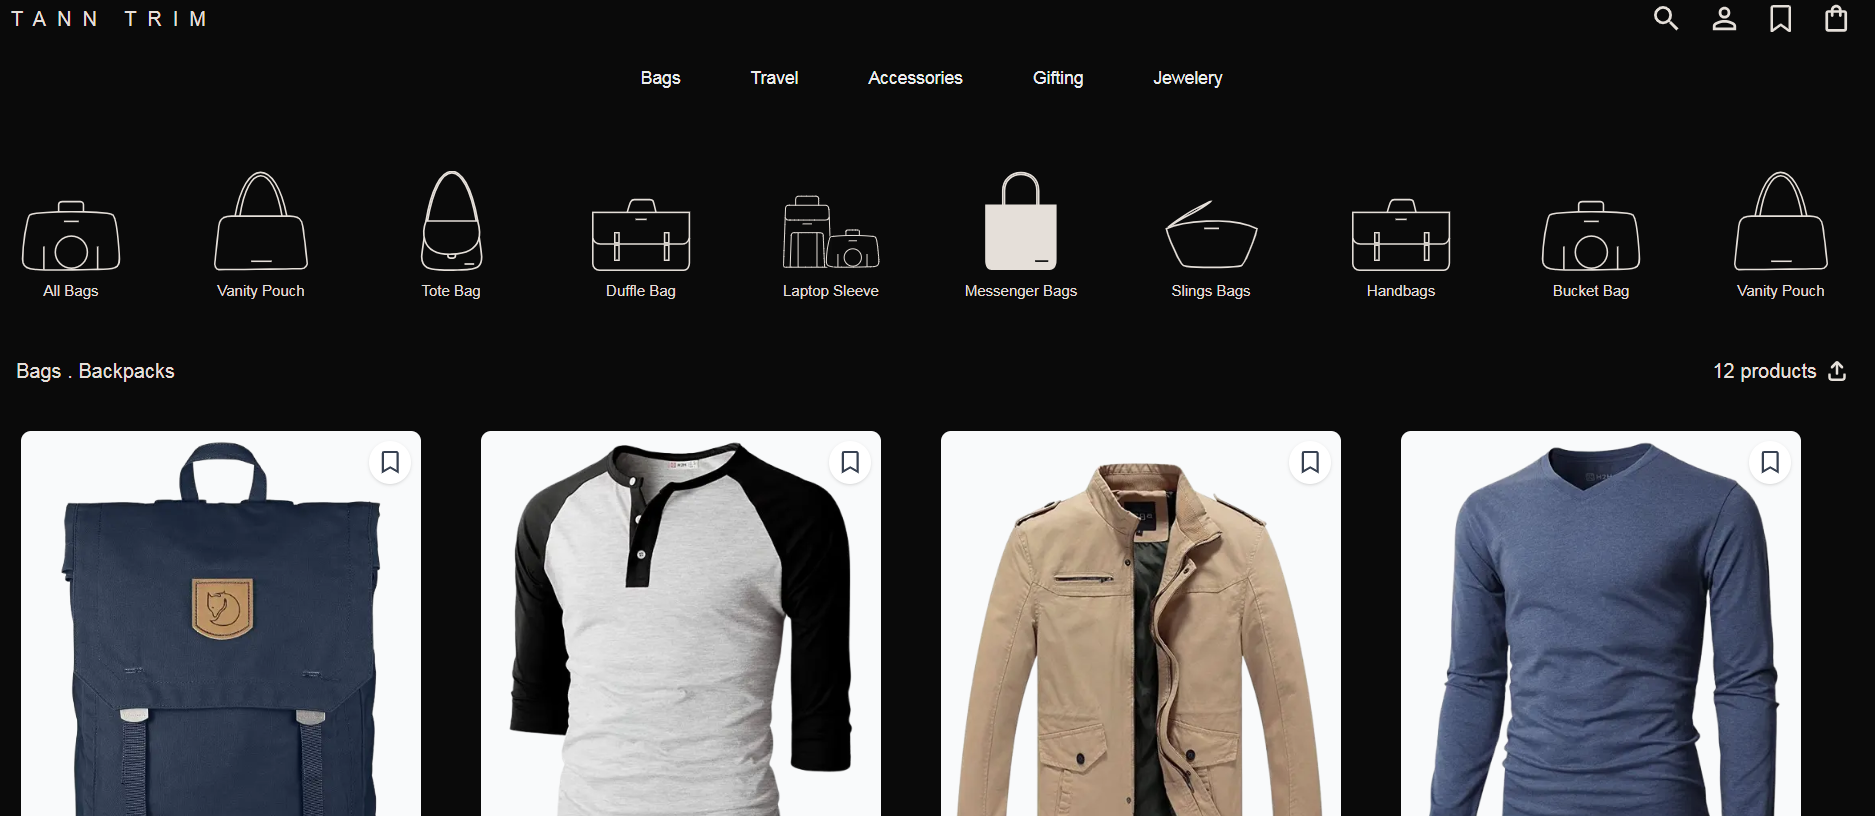 TANN TRIM
Bags Travel Accessories Gifting Jewelery
All Bags Vanity Pouch Tote Bag Duffle Bag Laptop Sleeve Messenger Bags Slings Bags Handbags Bucket Bag Vanity Pouch
Bags . Backpacks
12 products